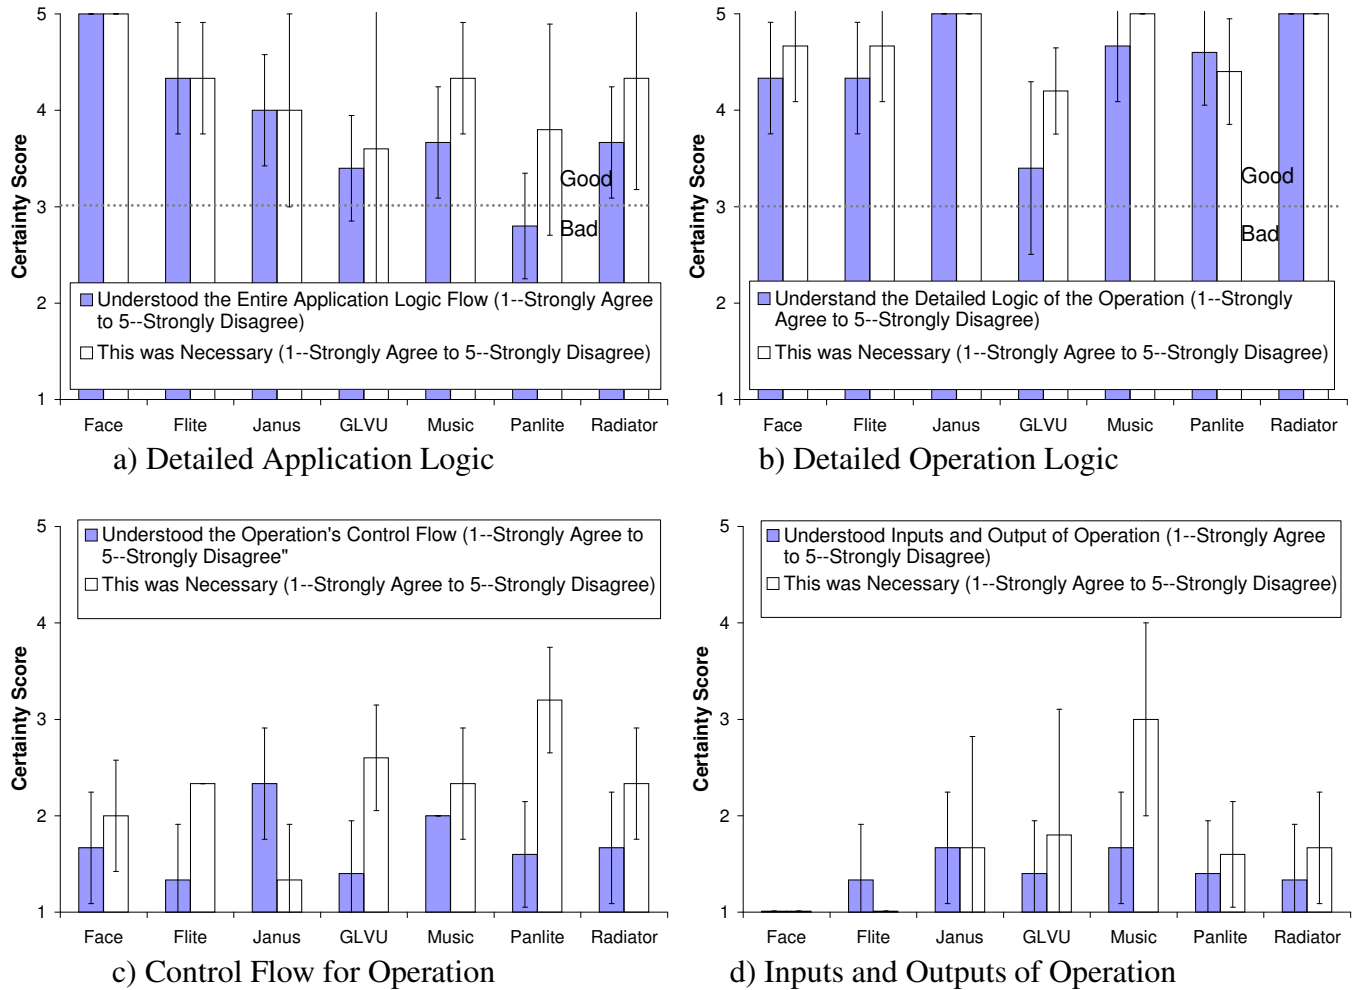 5
4
3
2
1
Certainty Score
Good
Bad
Understood the Entire Application Logic Flow (1--Strongly Agree
to 5--Strongly Disagree)
This was Necessary (1--Strongly Agree to 5--Strongly Disagree)
Face Flite Janus GLVU Music Panlite Radiator
a) Detailed Application Logic
5
4
3
2
1
Certainty Score
Good
Bad
Understand the Detailed Logic of the Operation (1--Strongly
Agree to 5--Strongly Disagree)
This was Necessary (1--Strongly Agree to 5--Strongly Disagree)
Face Flite Janus GLVU Music Panlite Radiator
b) Detailed Operation Logic
5
4
3
2
1
Certainty Score
Understood the Operation's Control Flow (1--Strongly Agree to
5--Strongly Disagree"
This was Necessary (1--Strongly Agree to 5--Strongly Disagree)
Face Flite Janus GLVU Music Panlite Radiator
c) Control Flow for Operation
5
4
3
2
1
Certainty Score
Understood Inputs and Output of Operation (1--Strongly Agree
to 5--Strongly Disagree)
This was Necessary (1--Strongly Agree to 5--Strongly Disagree)
Face Flite Janus GLVU Music Panlite Radiator
d) Inputs and Outputs of Operation